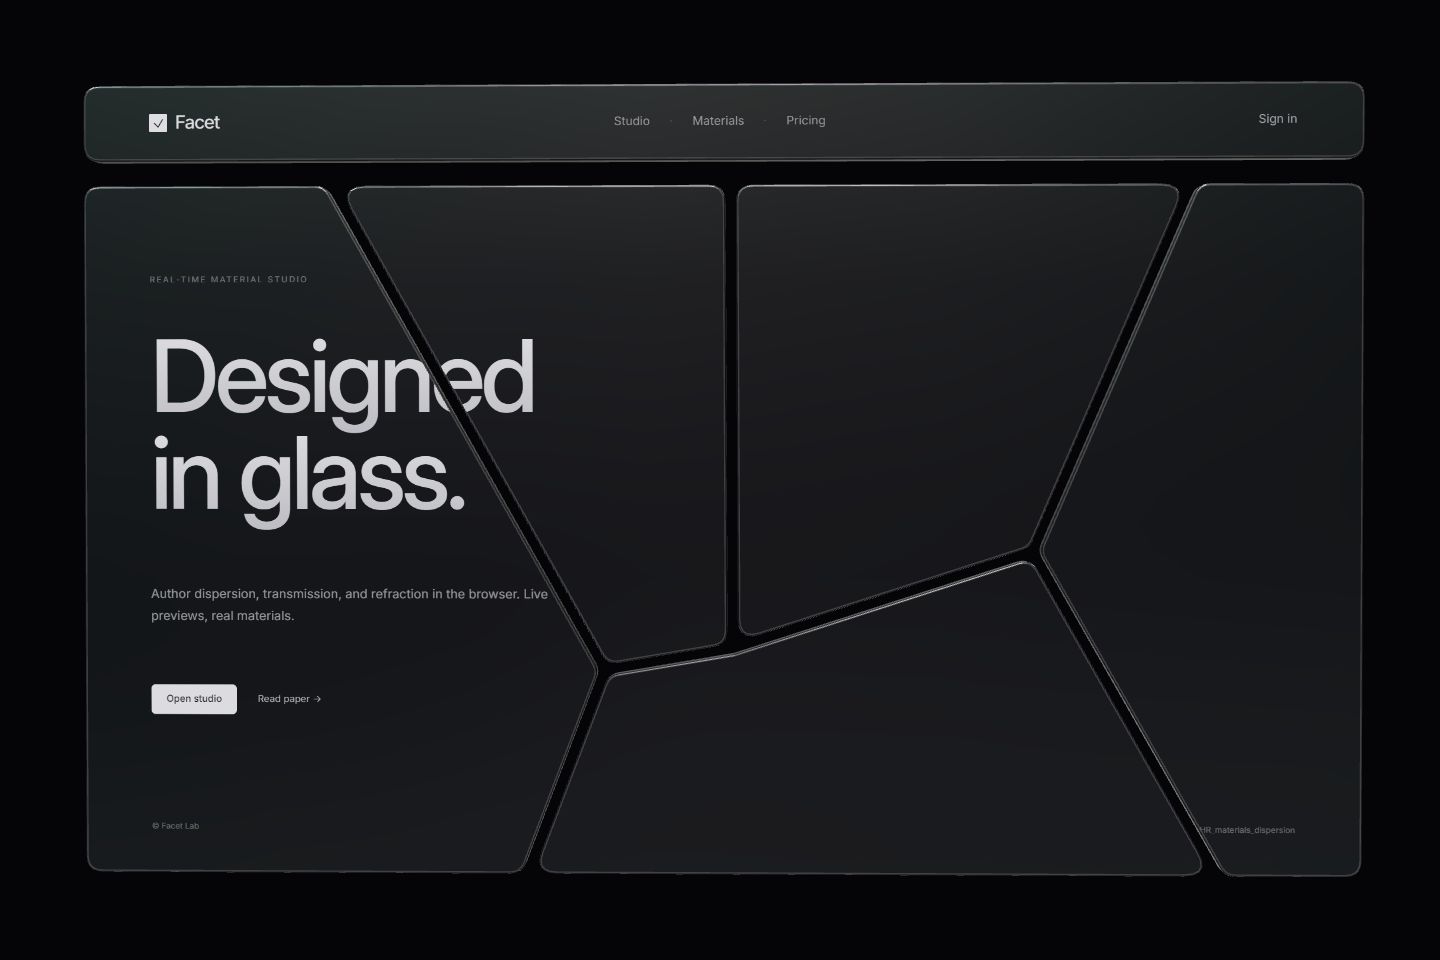 Facet
Studio · Materials · Pricing
Sign in
REAL-TIME MATERIAL STUDIO
Designed
in glass.
Author dispersion, transmission, and refraction in the browser. Live
previews, real materials.
Open studio
Read paper →
© Facet Lab
HR_materials_dispersion